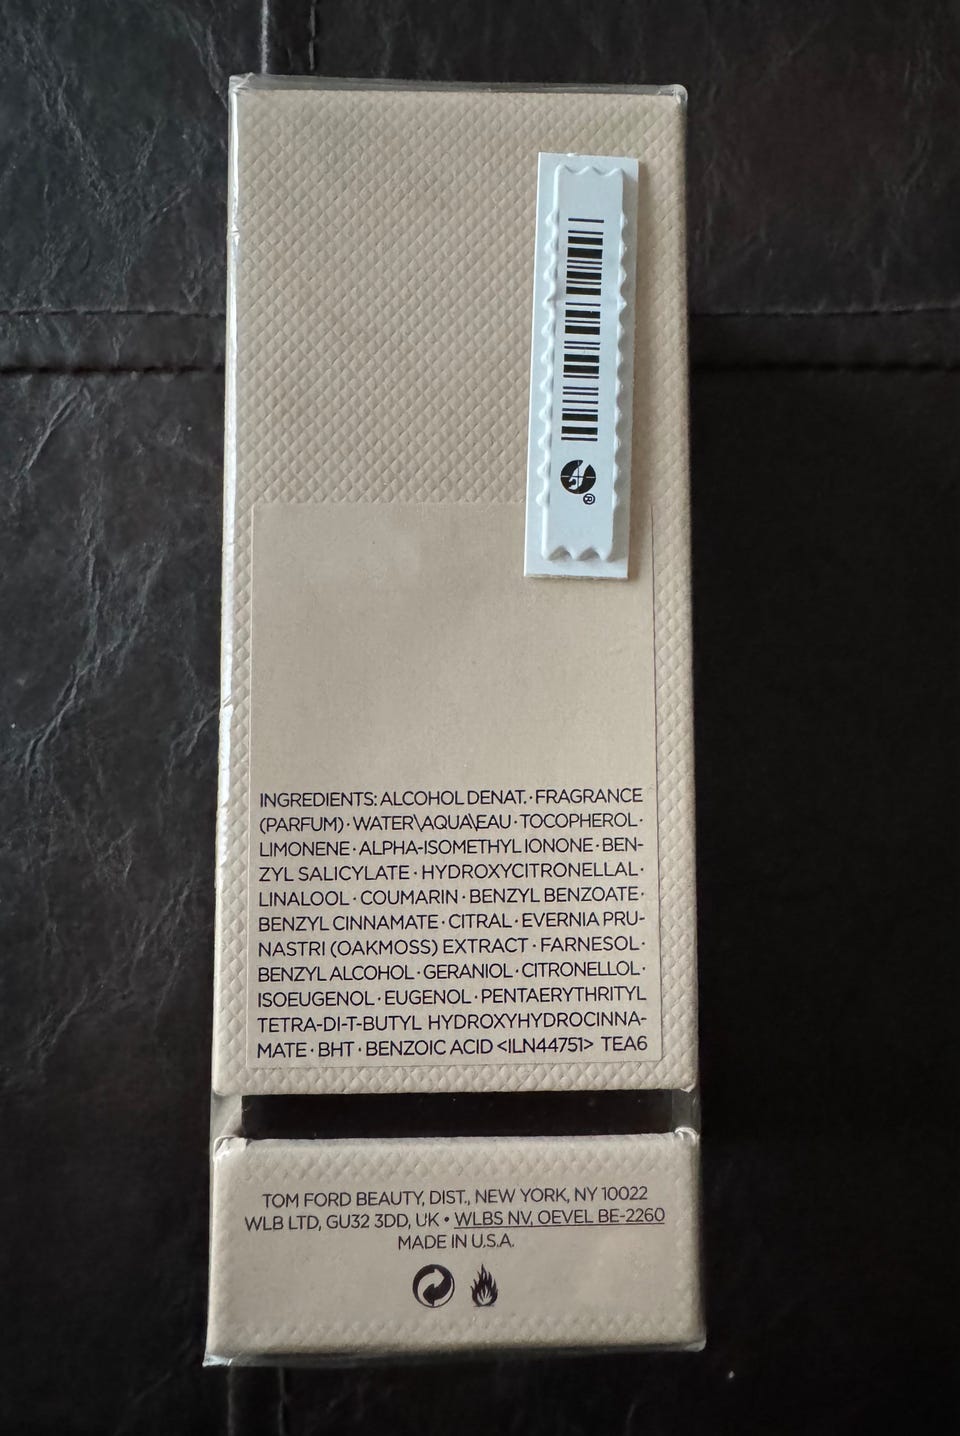 ®
INGREDIENTS: ALCOHOL DENAT. · FRAGRANCE
(PARFUM) · WATER\AQUA\EAU · TOCOPHEROL ·
LIMONENE · ALPHA-ISOMETHYL IONONE · BEN-
ZYL SALICYLATE · HYDROXYCITRONELLAL ·
LINALOOL · COUMARIN · BENZYL BENZOATE ·
BENZYL CINNAMATE · CITRAL · EVERNIA PRU-
NASTRI (OAKMOSS) EXTRACT · FARNESOL ·
BENZYL ALCOHOL · GERANIOL · CITRONELLOL ·
ISOEUGENOL · EUGENOL · PENTAERYTHRITYL
TETRA-DI-T-BUTYL HYDROXYHYDROCINNA-
MATE · BHT · BENZOIC ACID <ILN44751> TEA6
TOM FORD BEAUTY, DIST., NEW YORK, NY 10022
WLB LTD, GU32 3DD, UK • WLBS NV, OEVEL BE-2260
MADE IN U.S.A.